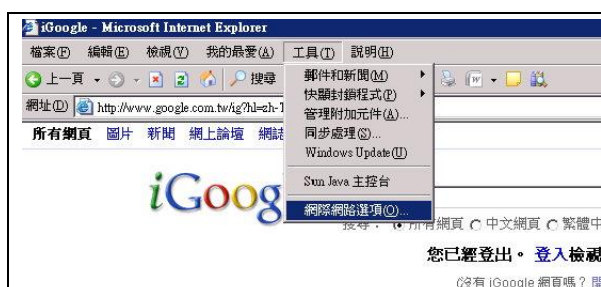 iGoogle - Microsoft Internet Explorer
檔案(F) 編輯(E) 檢視(V) 我的最愛(A) 工具(T) 說明(H)
上一頁 搜尋
郵件和新聞(M)
快顯封鎖程式(P)
管理附加元件(A)...
同步處理(S)...
Windows Update(U)
Sun Java 主控台
網際網路選項(O)...
網址(D) http://www.google.com.tw/ig?hl=zh-T
所有網頁 圖片 新聞 網上論壇 網誌
iGoog
搜尋： 所有網頁 中文網頁 繁體中
您已經登出。 登入檢視
(沒有 iGoogle 網頁嗎？